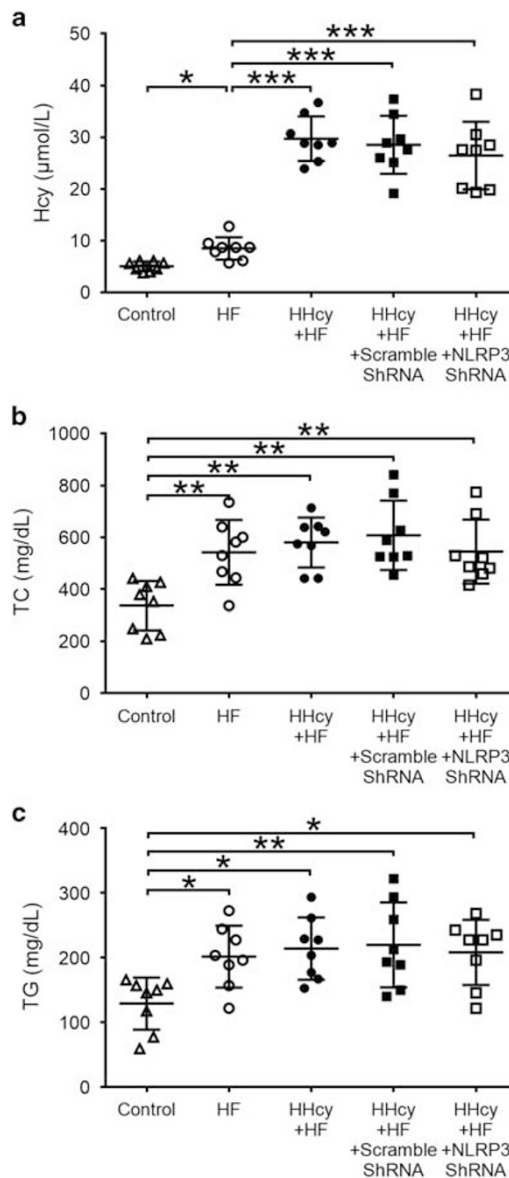 a
***
***
* ***
50
40
30
20
10
0
Hcy (μmol/L)
Control HF HHcy HHcy HHcy
+HF +HF +HF
+Scramble +NLRP3
ShRNA ShRNA
b
**
**
**
**
1000
800
600
400
200
0
TC (mg/dL)
Control HF HHcy HHcy HHcy
+HF +HF +HF
+Scramble +NLRP3
ShRNA ShRNA
c
*
**
*
*
400
300
200
100
0
TG (mg/dL)
Control HF HHcy HHcy HHcy
+HF +HF +HF
+Scramble +NLRP3
ShRNA ShRNA